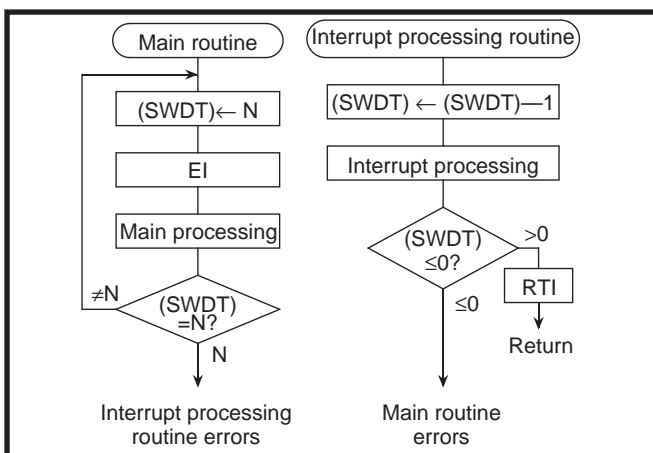 Main routine
(SWDT)← N
EI
Main processing
≠N
(SWDT)
=N?
N
Interrupt processing
routine errors
Interrupt processing routine
(SWDT) ← (SWDT)—1
Interrupt processing
(SWDT)
≤0?
>0
≤0
RTI
Return
Main routine
errors